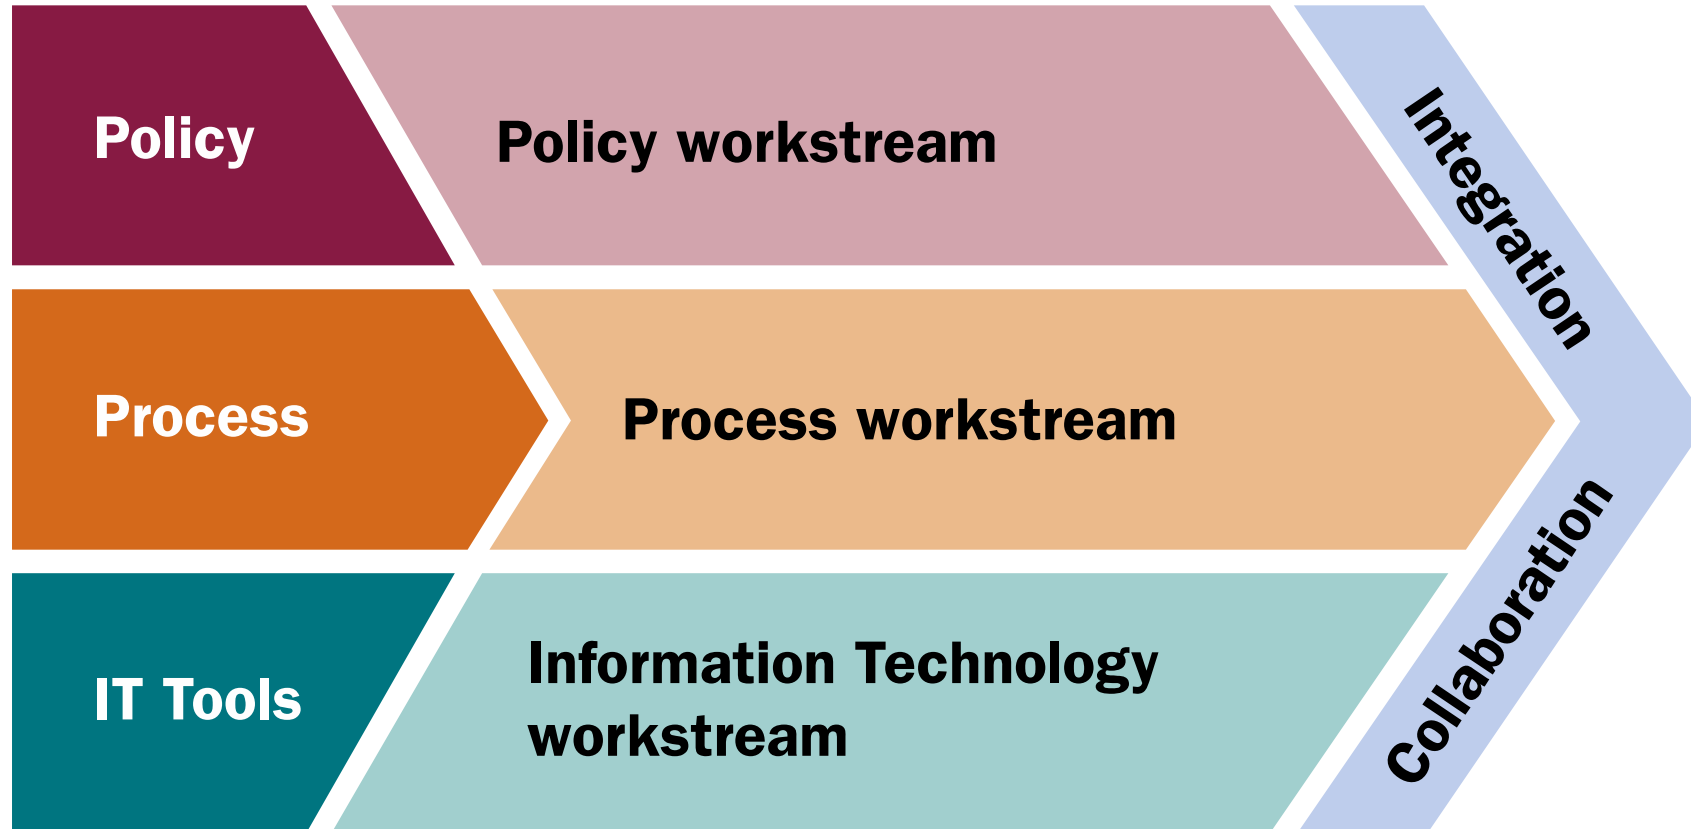 Policy
Policy workstream
Process
Process workstream
IT Tools
Information Technology
workstream
Integration
Collaboration